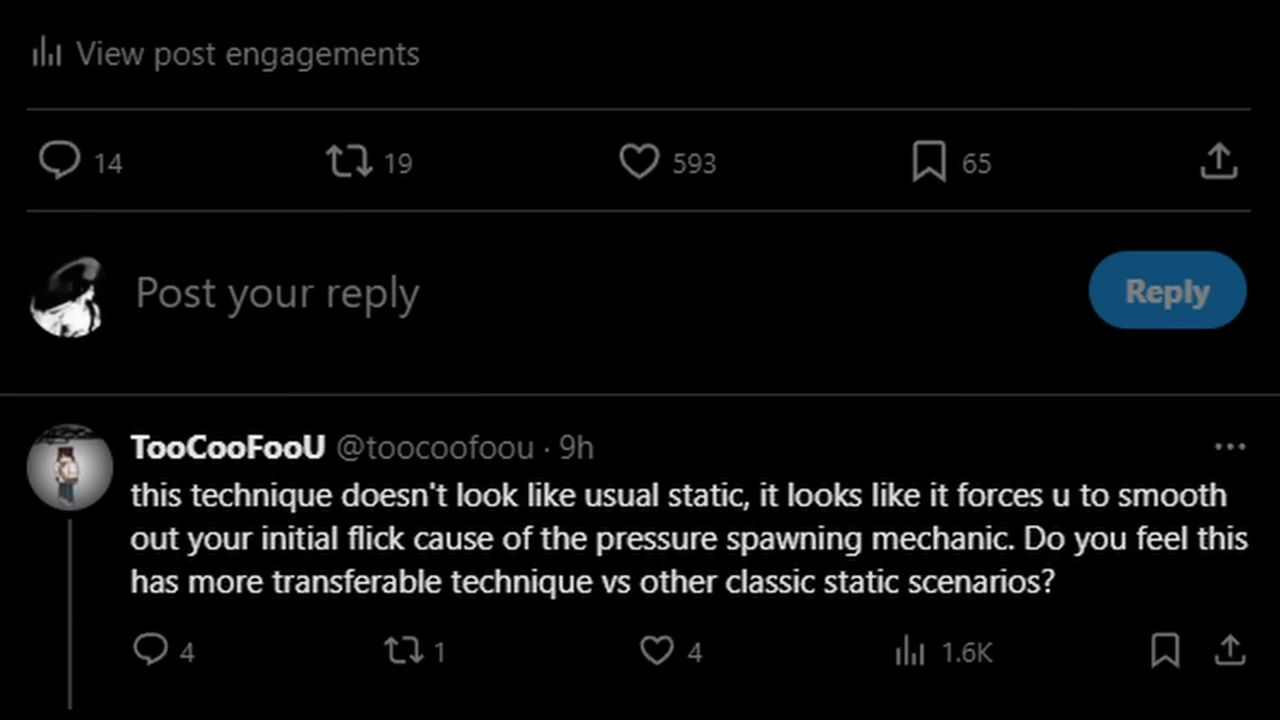 View post engagements
14 19 593 65
Post your reply Reply
TooCooFooU @toocoofoou · 9h
this technique doesn't look like usual static, it looks like it forces u to smooth
out your initial flick cause of the pressure spawning mechanic. Do you feel this
has more transferable technique vs other classic static scenarios?
4 1 4 1.6K